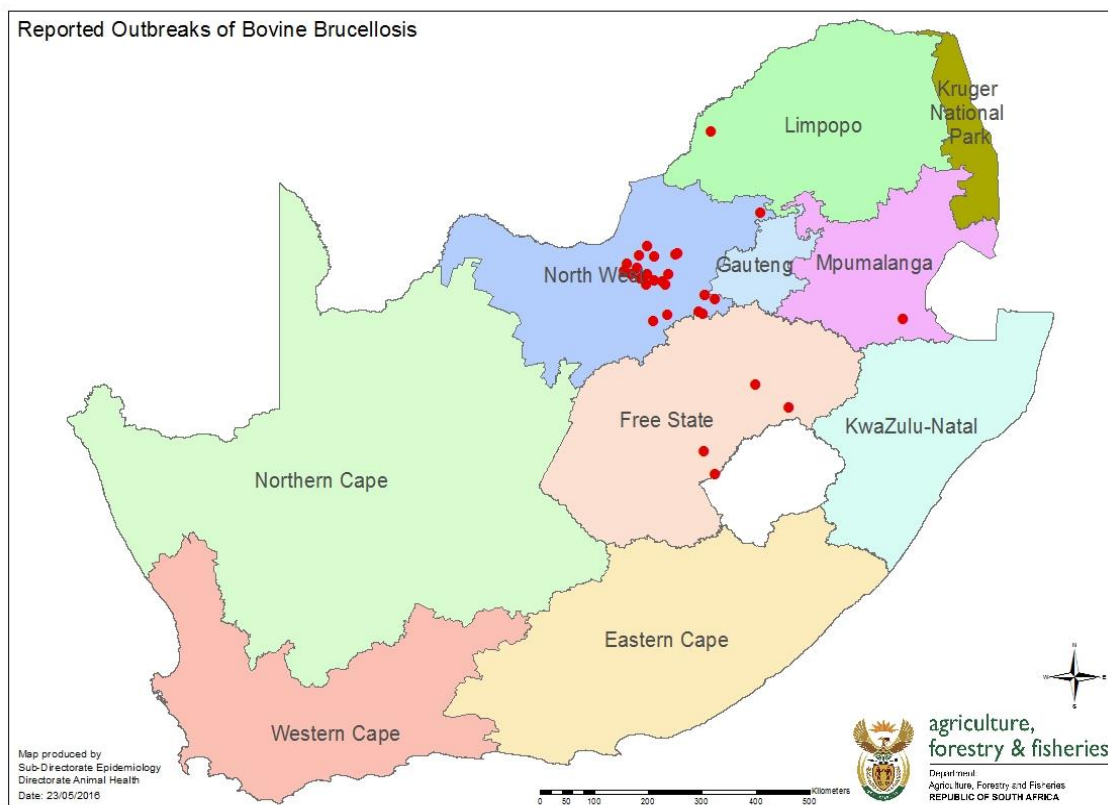 Reported Outbreaks of Bovine Brucellosis
Kruger
National
Park
Limpopo
North West
Gauteng
Mpumalanga
Free State
KwaZulu-Natal
Northern Cape
Eastern Cape
Western Cape
N
W E
S
agriculture,
forestry & fisheries
Department:
Agriculture, Forestry and Fisheries
REPUBLIC OF SOUTH AFRICA
Map produced by
Sub-Directorate Epidemiology
Directorate Animal Health
Date: 23/05/2016
Kilometers
0 50 100 200 300 400 500